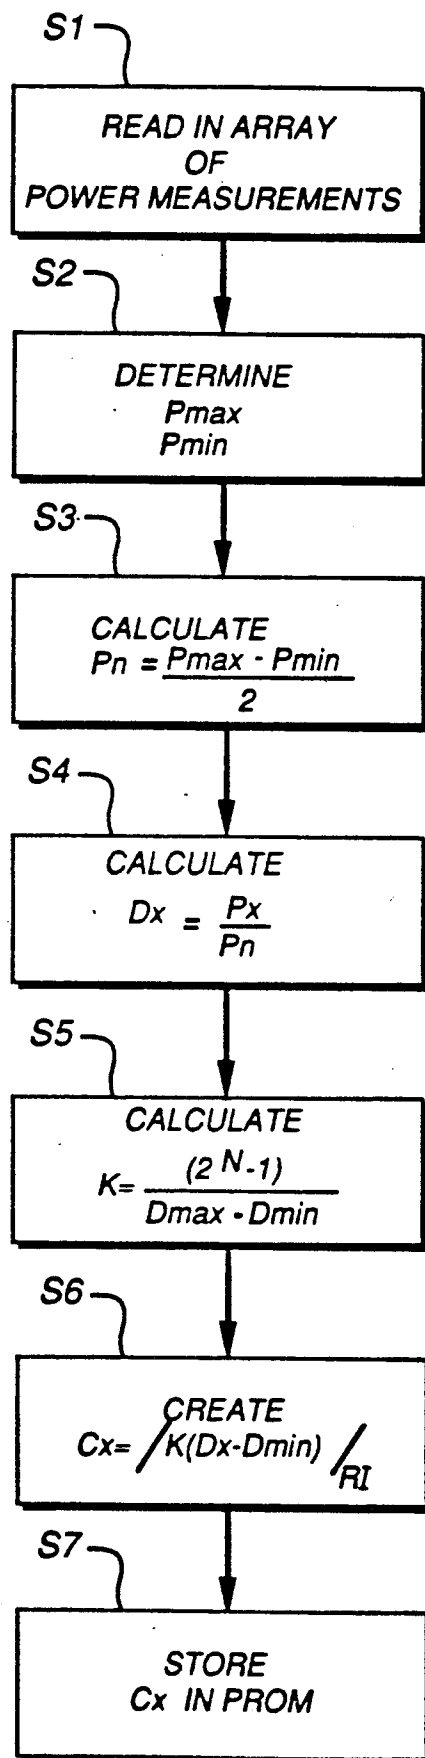 S1
READ IN ARRAY
OF
POWER MEASUREMENTS
S2
DETERMINE
Pmax
Pmin
S3
CALCULATE
Pn = Pmax - Pmin
2
S4
CALCULATE
Dx = Px
Pn
S5
CALCULATE
K= (2 N -1)
Dmax - Dmin
S6
CREATE
Cx= / K(Dx-Dmin) / RI
S7
STORE
Cx IN PROM